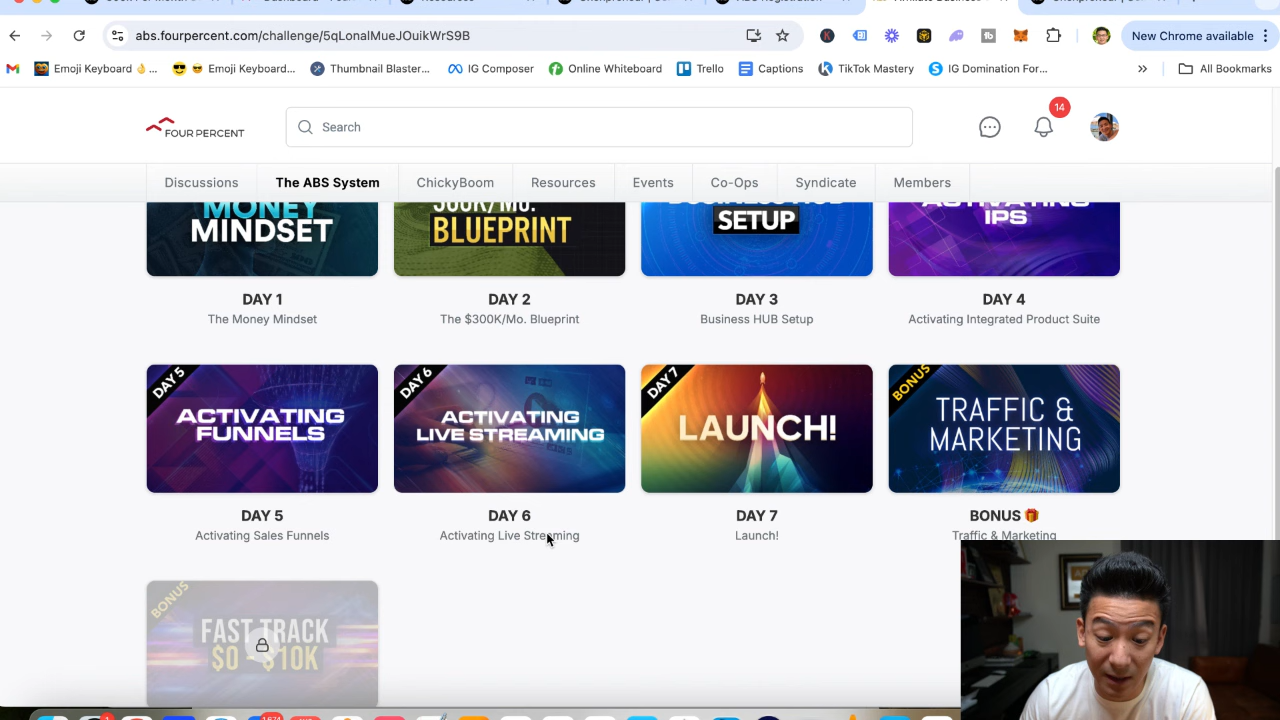 abs.fourpercent.com/challenge/5qLonalMueJOuikWrS9B
New Chrome available
Emoji Keyboard
Emoji Keyboard...
Thumbnail Blaster...
IG Composer
Online Whiteboard
Trello
Captions
TikTok Mastery
IG Domination For...
All Bookmarks
FOUR PERCENT
Search
14
Discussions
The ABS System
ChickyBoom
Resources
Events
Co-Ops
Syndicate
Members
MONEY
MINDSET
BLUEPRINT
SETUP
IPS
DAY 1
The Money Mindset
DAY 2
The $300K/Mo. Blueprint
DAY 3
Business HUB Setup
DAY 4
Activating Integrated Product Suite
DAY 5
ACTIVATING
FUNNELS
DAY 6
ACTIVATING
LIVE STREAMING
DAY 7
LAUNCH!
BONUS
TRAFFIC &
MARKETING
DAY 5
Activating Sales Funnels
DAY 6
Activating Live Streaming
DAY 7
Launch!
BONUS 🎁
Traffic & Marketing
BONUS
FAST TRACK
$0 - $10K